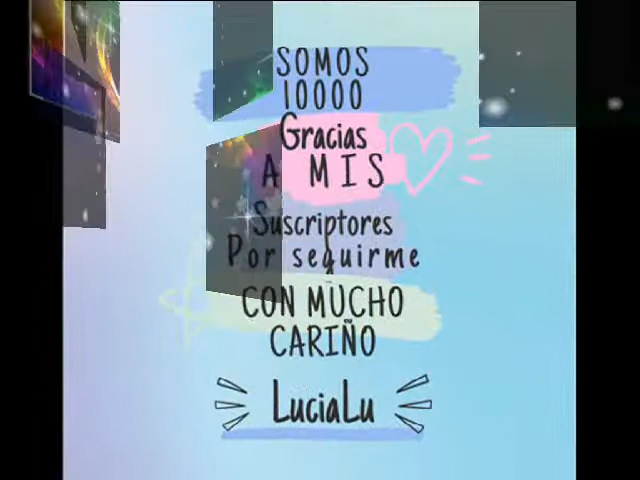 SOMOS
10000
Gracias
A MIS
Suscriptores
Por seguirme
CON MUCHO
CARIÑO
LuciaLu